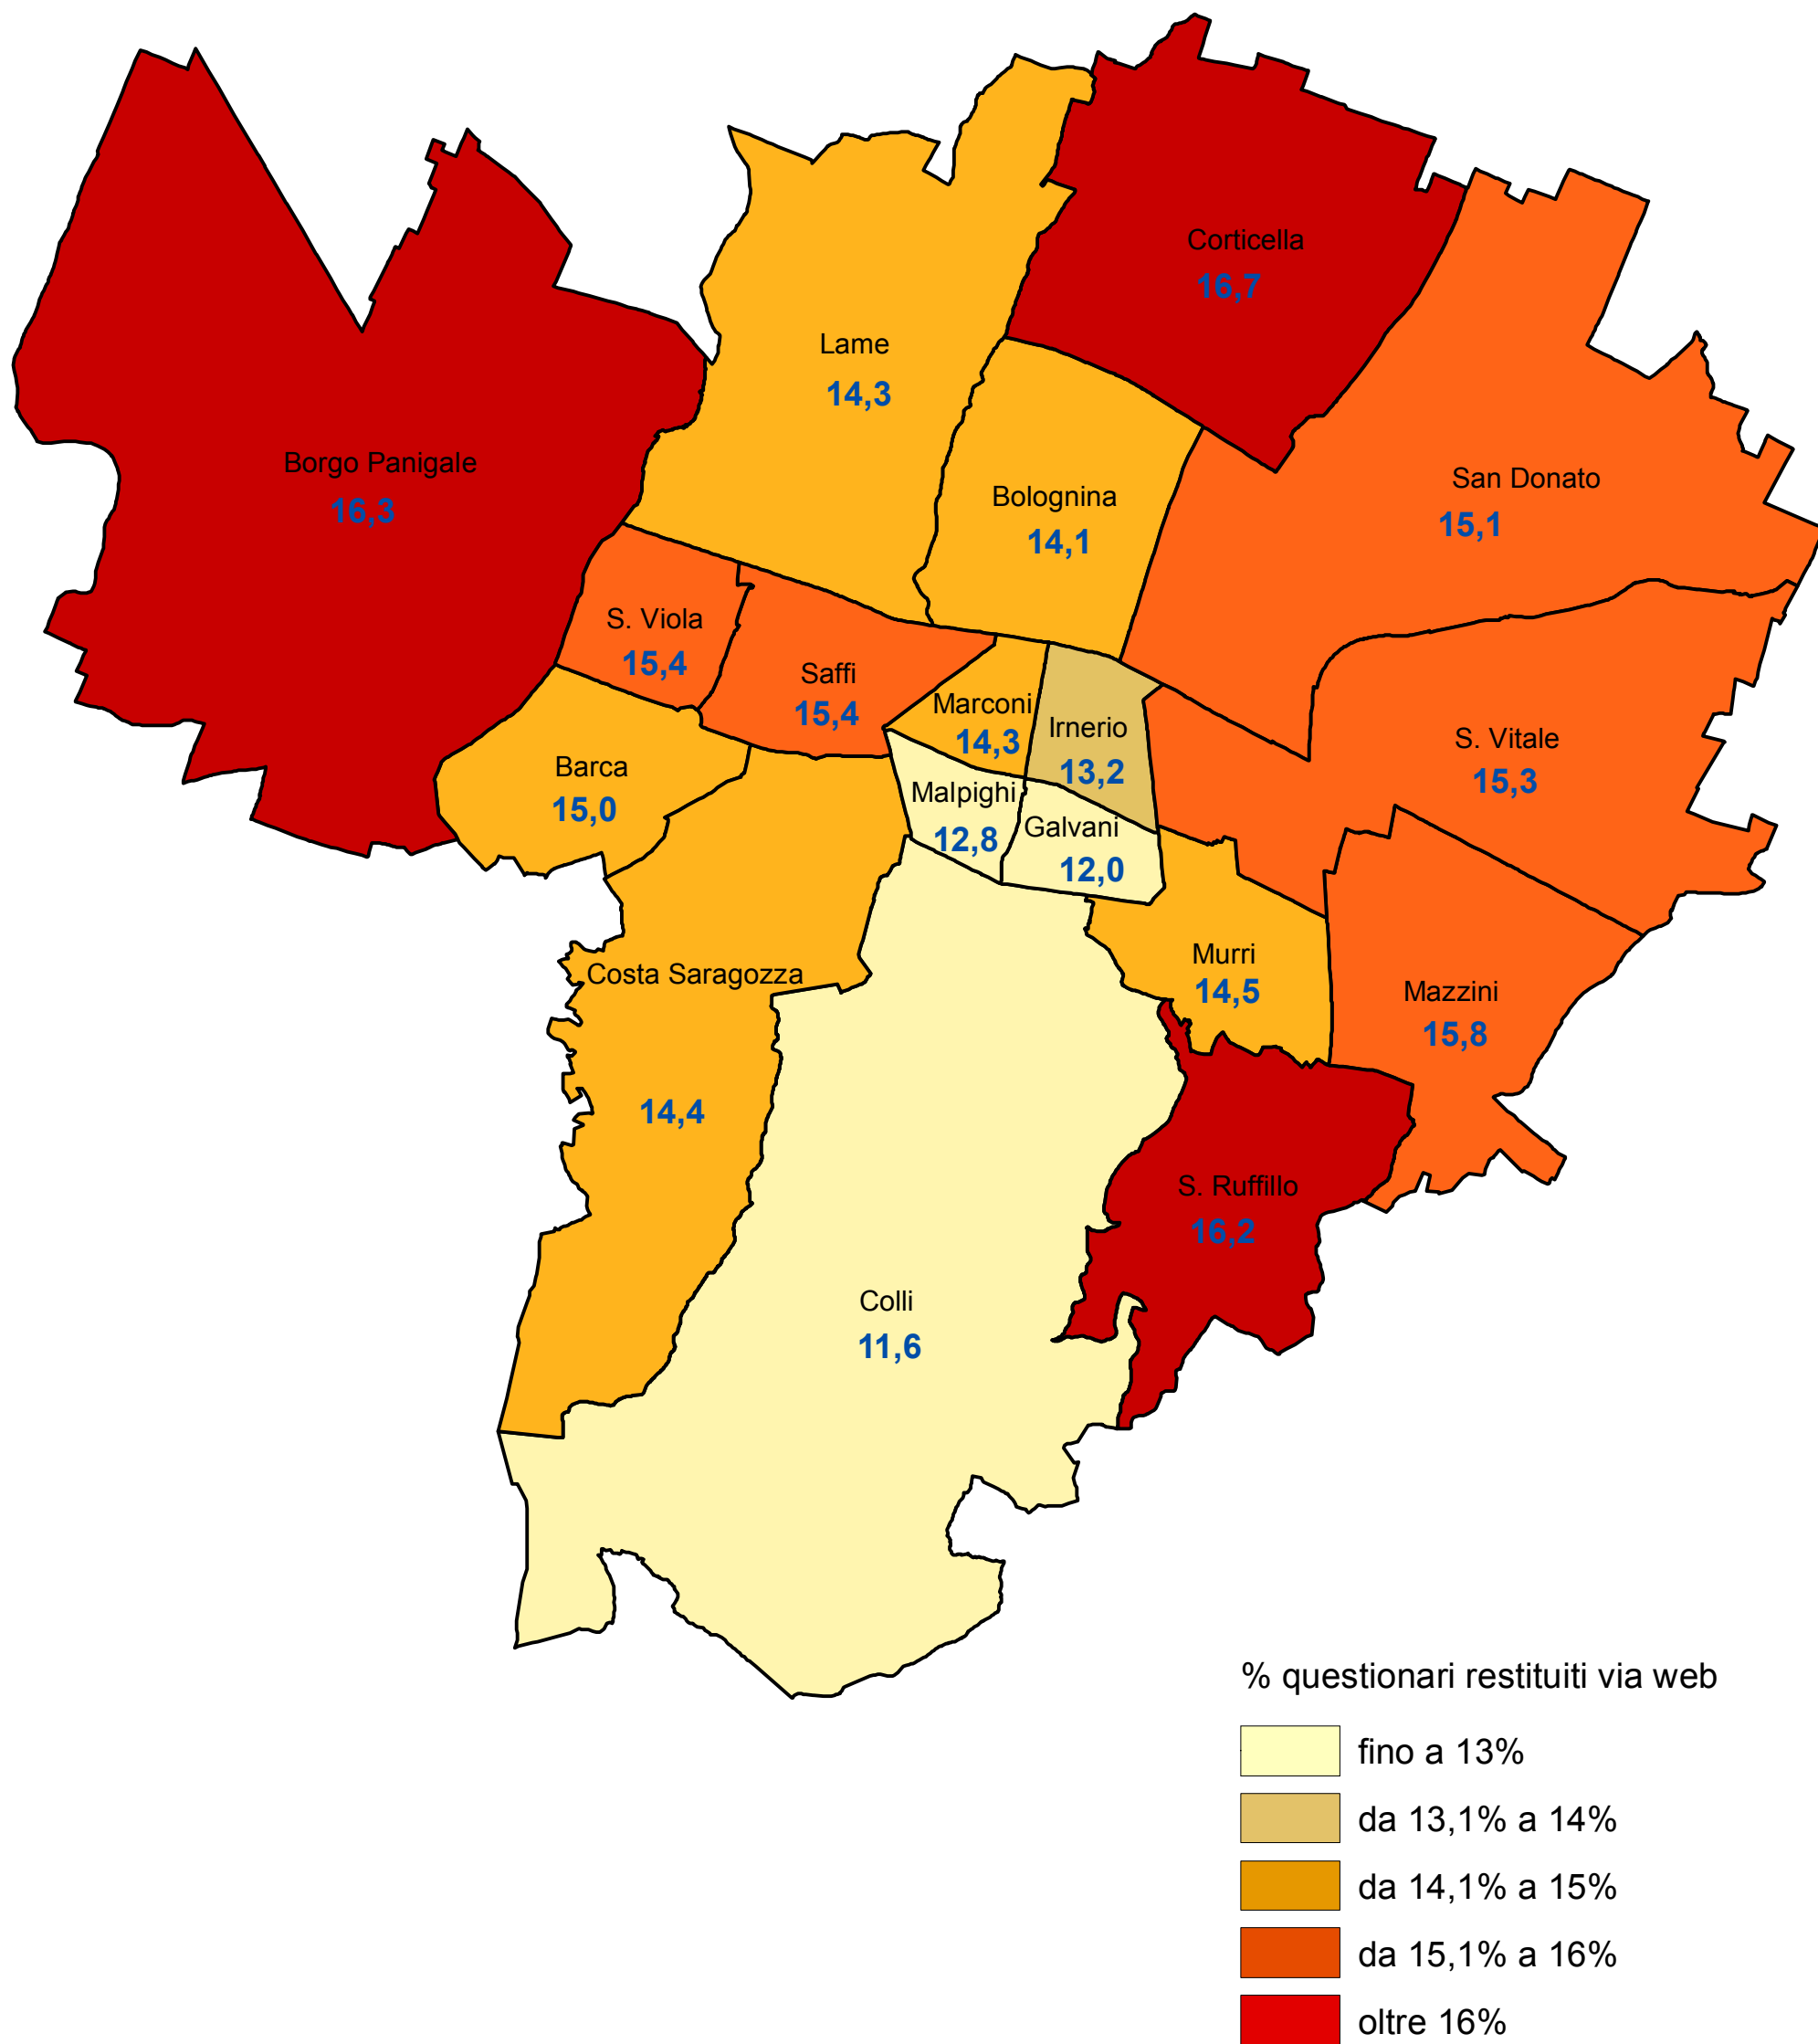 Corticella
16,7
Lame
14,3
Borgo Panigale
16,3
Bolognina
14,1
San Donato
15,1
S. Viola
15,4
Saffi
15,4
Marconi
14,3
Irnerio
13,2
S. Vitale
15,3
Barca
15,0
Malpighi
12,8
Galvani
12,0
Murri
14,5
Costa Saragozza
14,4
Mazzini
15,8
S. Ruffillo
16,2
Colli
11,6
% questionari restituiti via web
fino a 13%
da 13,1% a 14%
da 14,1% a 15%
da 15,1% a 16%
oltre 16%